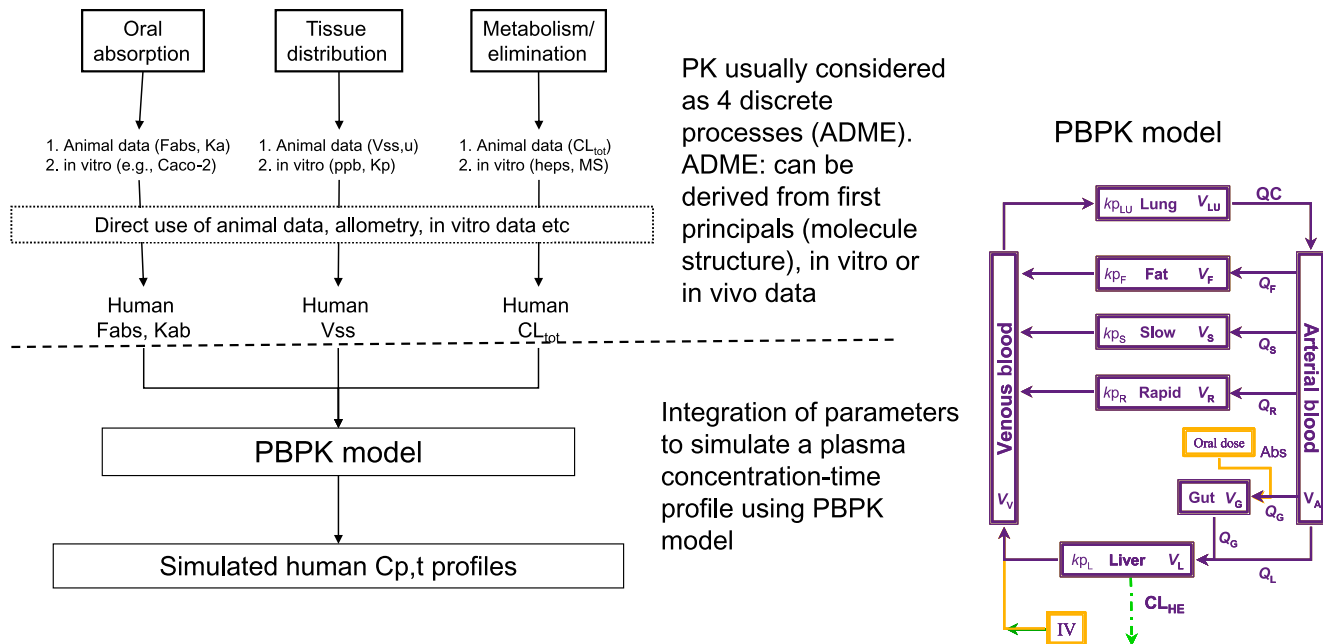 Oral
absorption
Tissue
distribution
Metabolism/
elimination
1. Animal data (Fabs, Ka)
2. in vitro (e.g., Caco-2)
1. Animal data (Vss,u)
2. in vitro (ppb, Kp)
1. Animal data (CLtot)
2. in vitro (heps, MS)
Direct use of animal data, allometry, in vitro data etc
Human
Fabs, Kab
Human
Vss
Human
CLtot
PBPK model
Simulated human Cp,t profiles
PK usually considered
as 4 discrete
processes (ADME).
ADME: can be
derived from first
principals (molecule
structure), in vitro or
in vivo data
Integration of parameters
to simulate a plasma
concentration-time
profile using PBPK
model
PBPK model
kpLU Lung VLU
QC
kpF Fat VF
QF
kpS Slow VS
QS
kpR Rapid VR
QR
Venous blood
VV
Arterial blood
VA
Oral dose
Abs
Gut VG
QG
QG
kpL Liver VL
QL
CLHE
IV